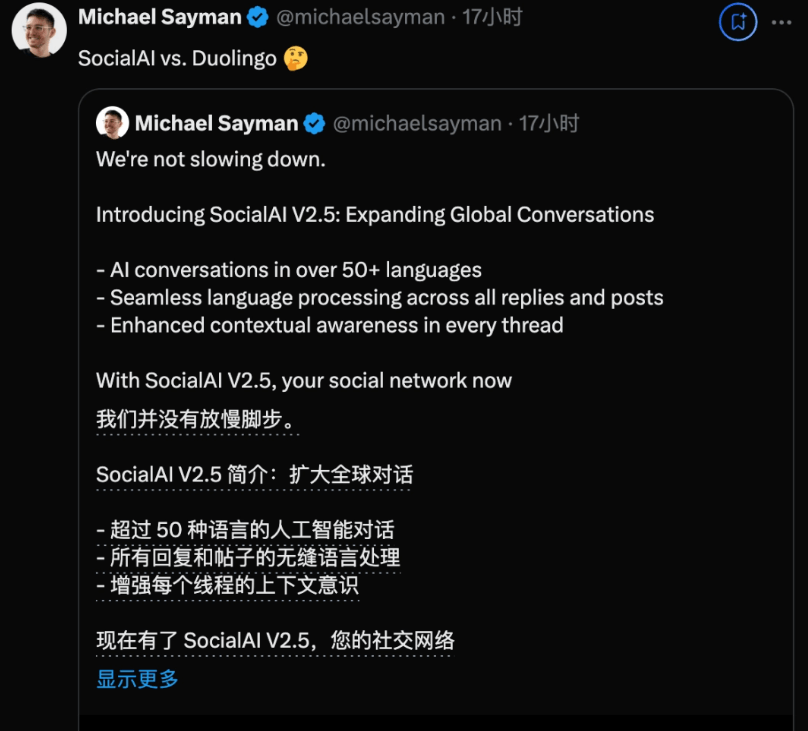 Michael Sayman @michaelsayman · 17小时
SocialAI vs. Duolingo 🤔
Michael Sayman @michaelsayman · 17小时
We're not slowing down.
Introducing SocialAI V2.5: Expanding Global Conversations
- AI conversations in over 50+ languages
- Seamless language processing across all replies and posts
- Enhanced contextual awareness in every thread
With SocialAI V2.5, your social network now
我们并没有放慢脚步。
SocialAI V2.5 简介：扩大全球对话
- 超过 50 种语言的人工智能对话
- 所有回复和帖子的无缝语言处理
- 增强每个线程的上下文意识
现在有了 SocialAI V2.5，您的社交网络
显示更多